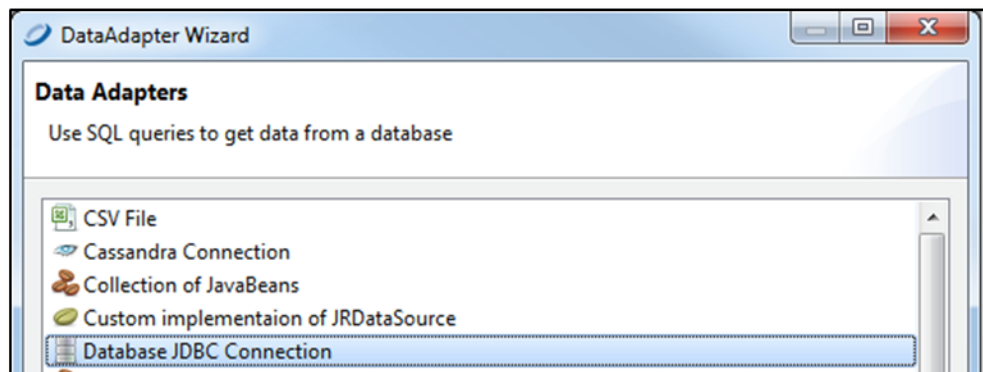 DataAdapter Wizard
Data Adapters
Use SQL queries to get data from a database
CSV File
Cassandra Connection
Collection of JavaBeans
Custom implementaion of JRDataSource
Database JDBC Connection